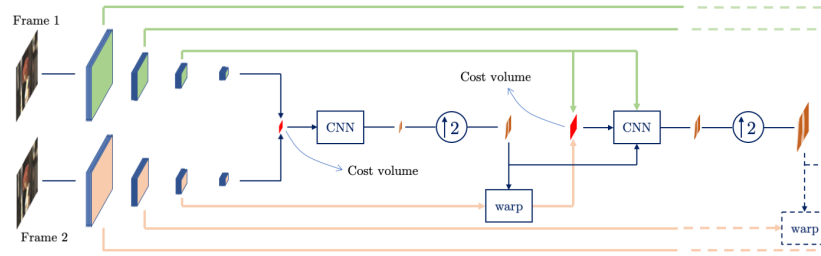 Frame 1
Cost volume
CNN
↑2
CNN
↑2
Cost volume
warp
warp
Frame 2